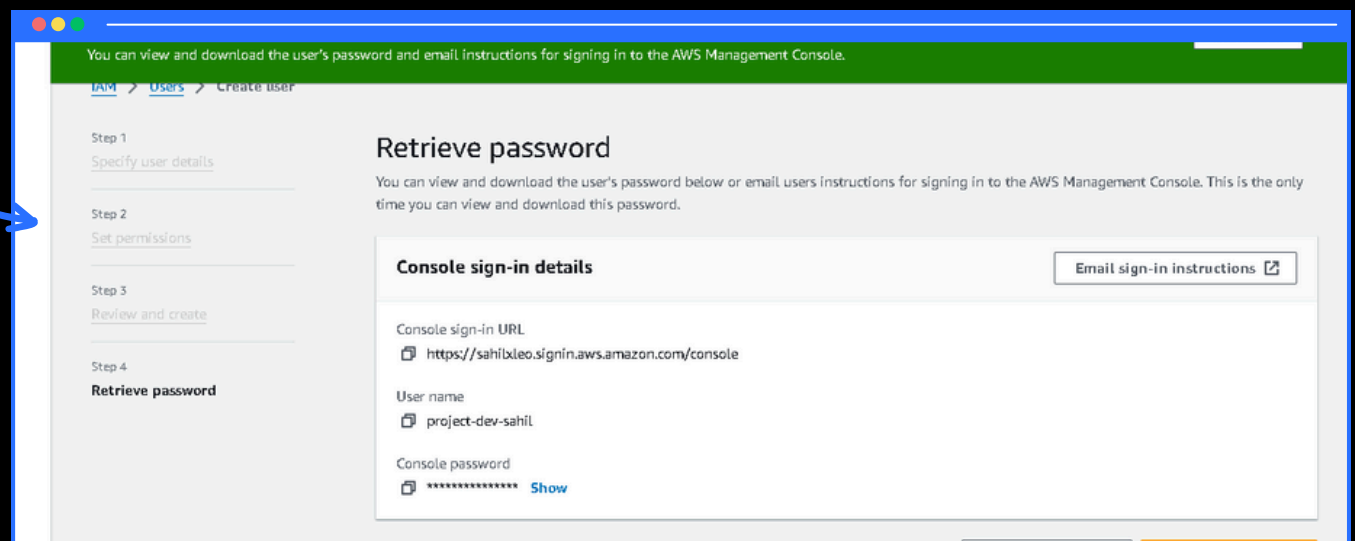 You can view and download the user's password and email instructions for signing in to the AWS Management Console.
IAM > Users > Create user
Step 1
Specify user details
Step 2
Set permissions
Step 3
Review and create
Step 4
Retrieve password
Retrieve password
You can view and download the user's password below or email users instructions for signing in to the AWS Management Console. This is the only
time you can view and download this password.
Console sign-in details
Email sign-in instructions
Console sign-in URL
https://sahilxleo.signin.aws.amazon.com/console
User name
project-dev-sahil
Console password
*************** Show